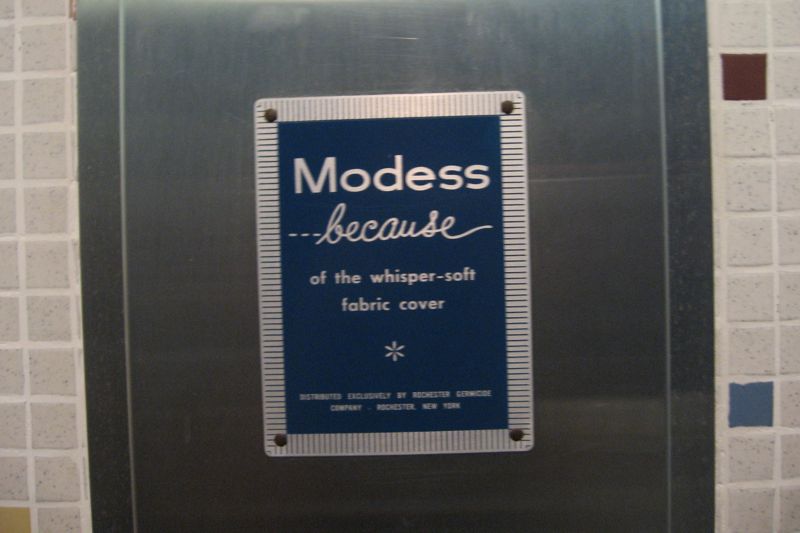 Modess
---because
of the whisper-soft
fabric cover
*
DISTRIBUTED EXCLUSIVELY BY ROCHESTER GERMICIDE
COMPANY - ROCHESTER, NEW YORK